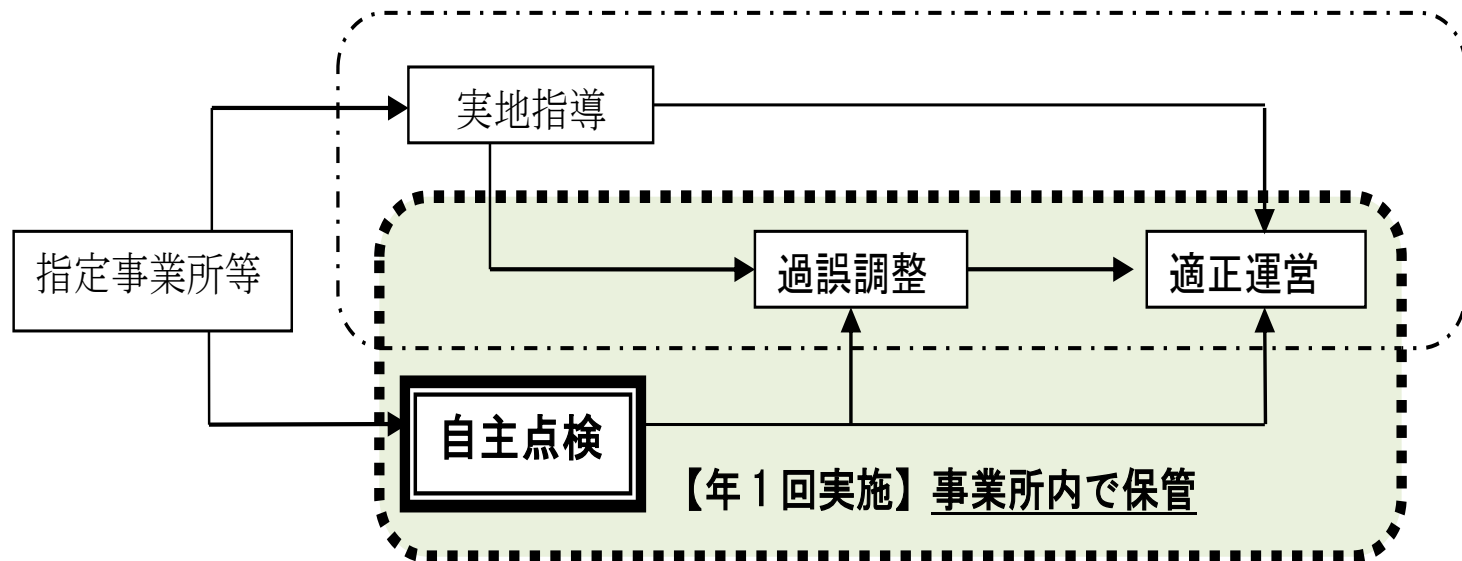 実地指導
指定事業所等
過誤調整
適正運営
自主点検
【年１回実施】事業所内で保管